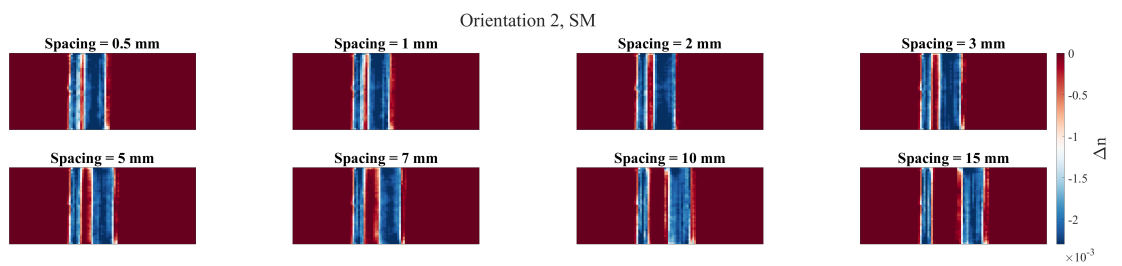 Orientation 2, SM
Spacing = 0.5 mm
Spacing = 1 mm
Spacing = 2 mm
Spacing = 3 mm
0
-0.5
-1
-1.5
-2
Δn
×10⁻³
Spacing = 5 mm
Spacing = 7 mm
Spacing = 10 mm
Spacing = 15 mm